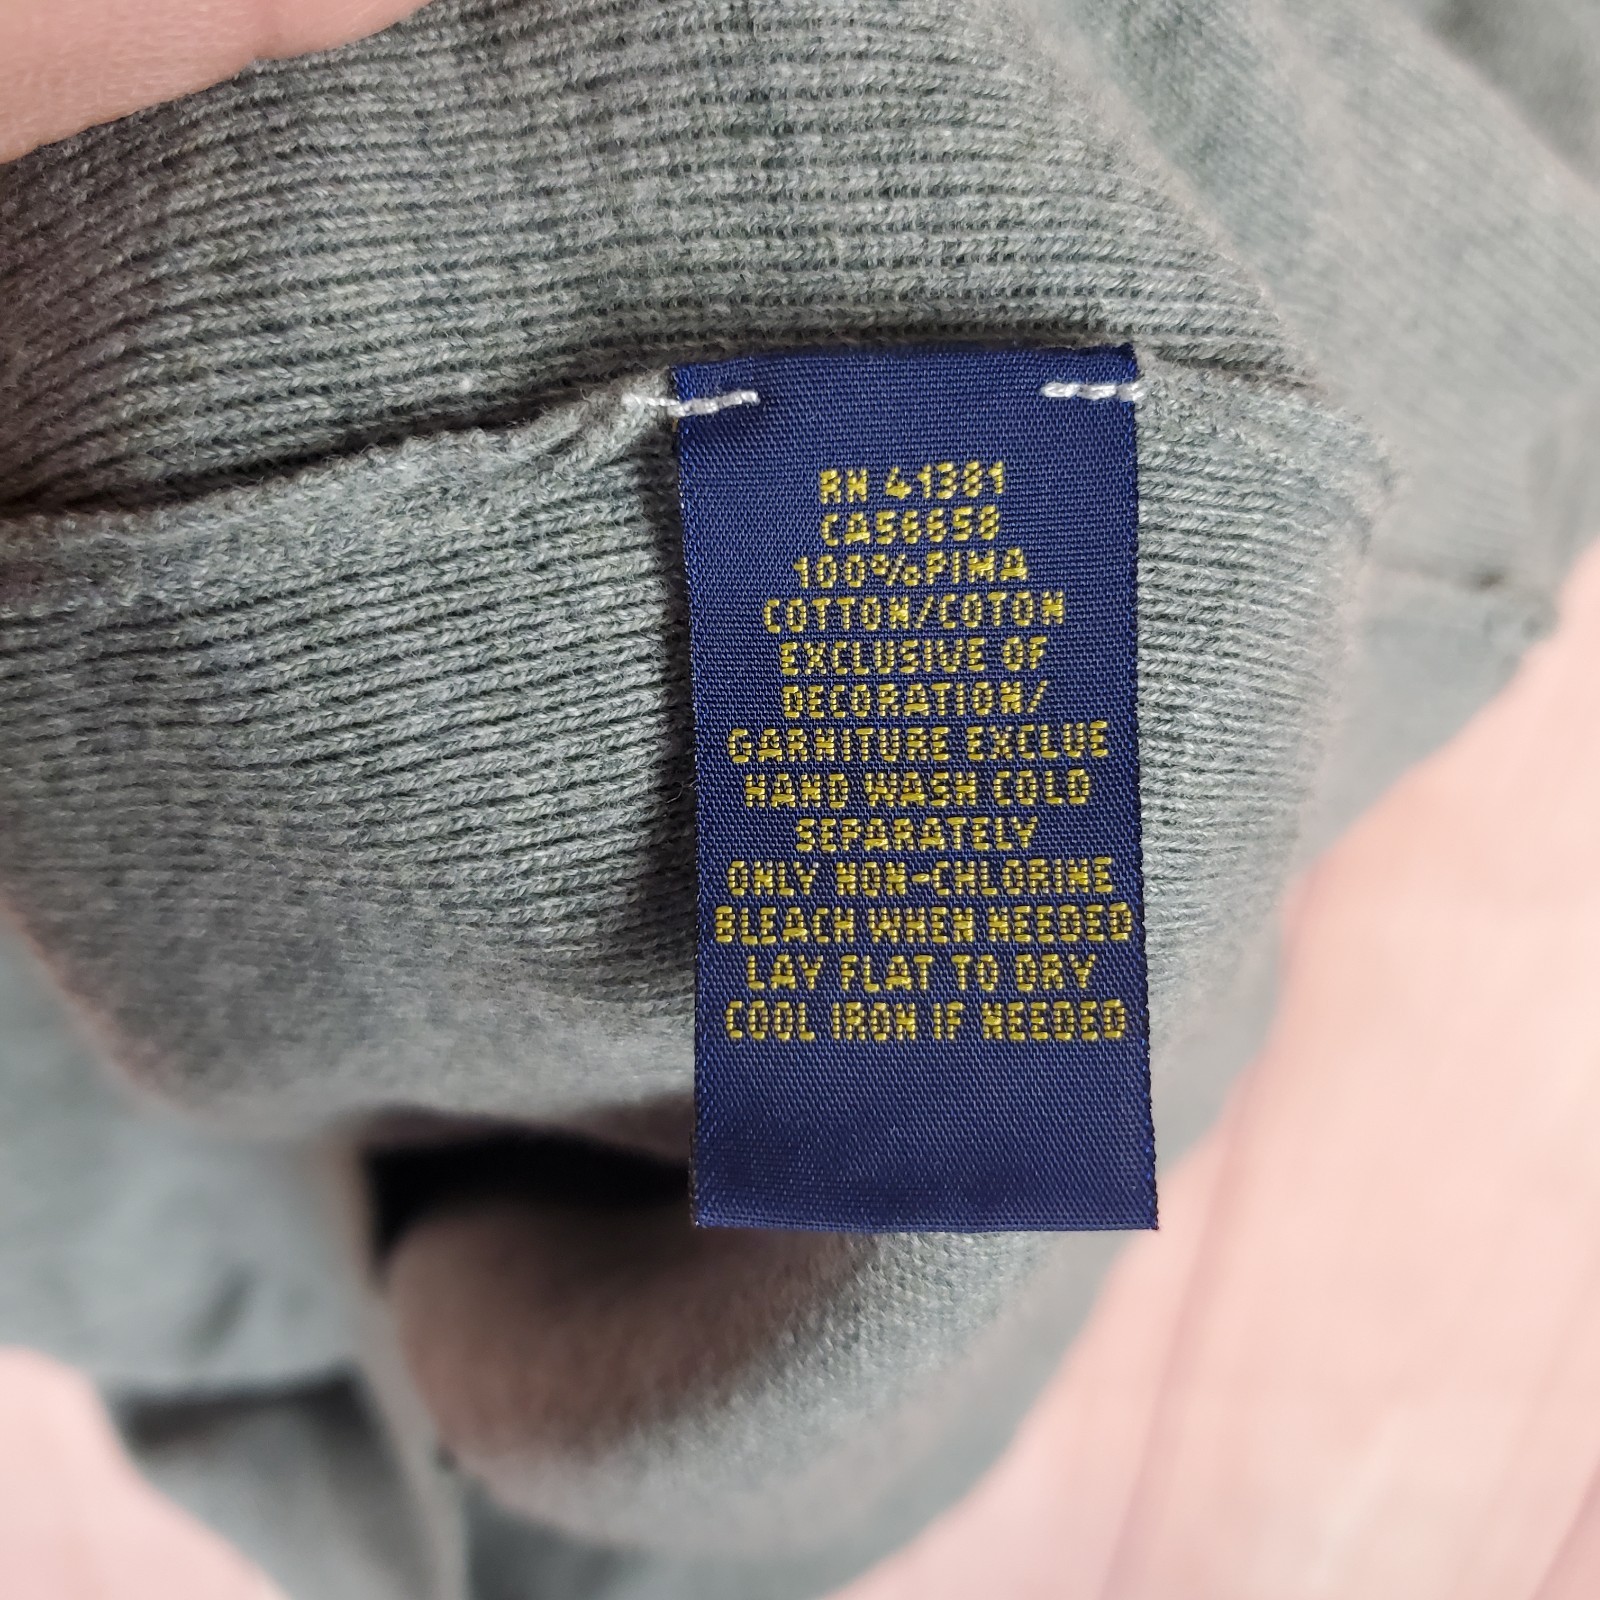 RN 41381
CA56658
100%PIMA
COTTON/COTON
EXCLUSIVE OF
DECORATION/
GARNITURE EXCLUE
HAND WASH COLD
SEPARATELY
ONLY NON-CHLORINE
BLEACH WHEN NEEDED
LAY FLAT TO DRY
COOL IRON IF NEEDED